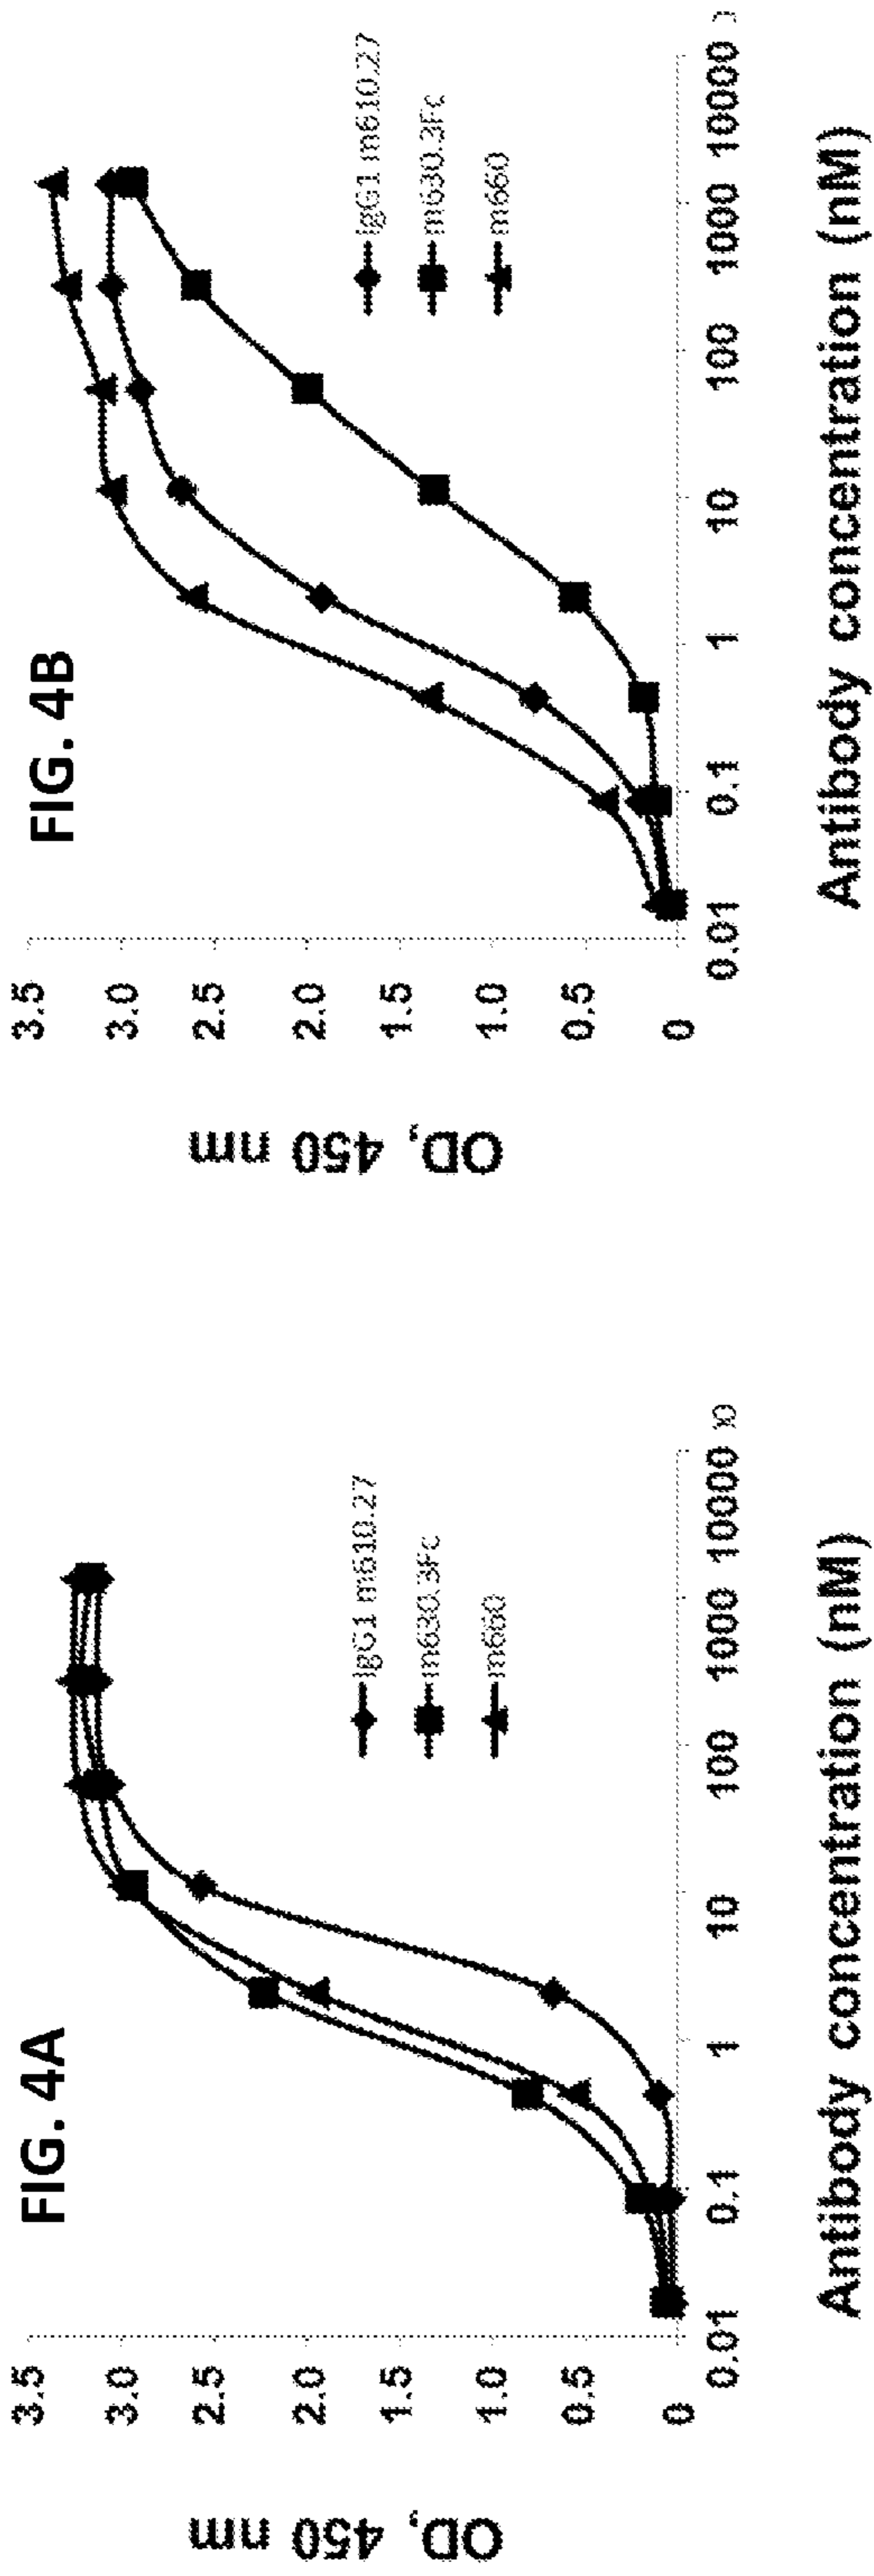 FIG. 4A
OD, 450 nm
3.5
3.0
2.5
2.0
1.5
1.0
0.5
0
IgG1 m610.27
m630.3Fc
m660
0.01 0.1 1 10 100 1000 10000
Antibody concentration (nM)
FIG. 4B
OD, 450 nm
3.5
3.0
2.5
2.0
1.5
1.0
0.5
0
IgG1 m610.27
m630.3Fc
m660
0.01 0.1 1 10 100 1000 10000
Antibody concentration (nM)